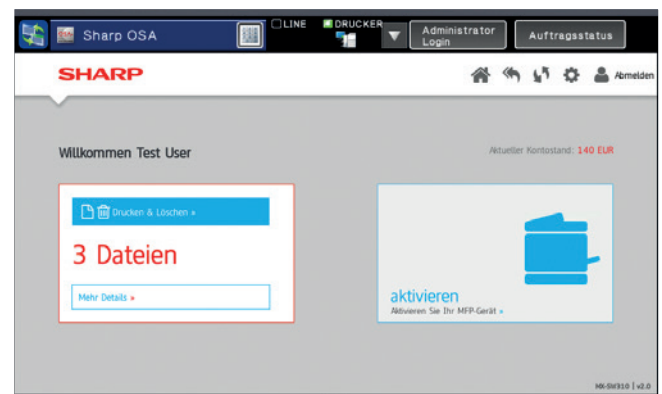 Sharp OSA
LINE
DRUCKER
Administrator
Login
Auftragsstatus
SHARP
Abmelden
Willkommen Test User
Aktueller Kontostand: 140 EUR
Drucken & Löschen »
3 Dateien
Mehr Details »
aktivieren
Aktivieren Sie Ihr MFP-Gerät »
MX-SW310 | v2.0